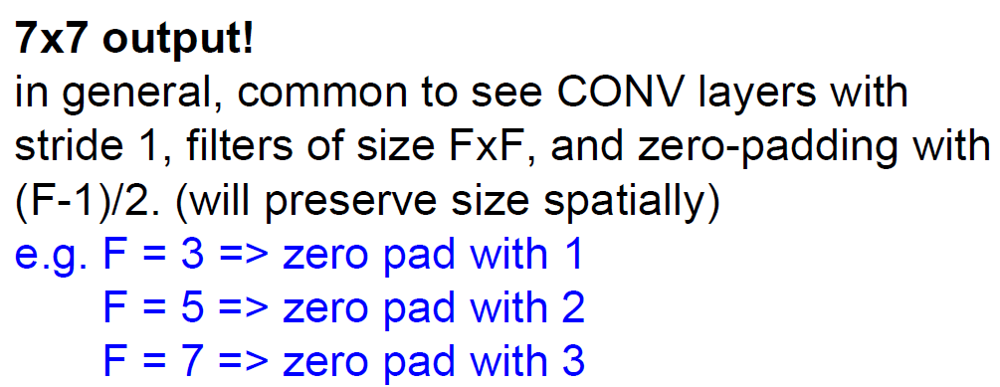 7x7 output!
in general, common to see CONV layers with
stride 1, filters of size FxF, and zero-padding with
(F-1)/2. (will preserve size spatially)
e.g. F = 3 => zero pad with 1
F = 5 => zero pad with 2
F = 7 => zero pad with 3